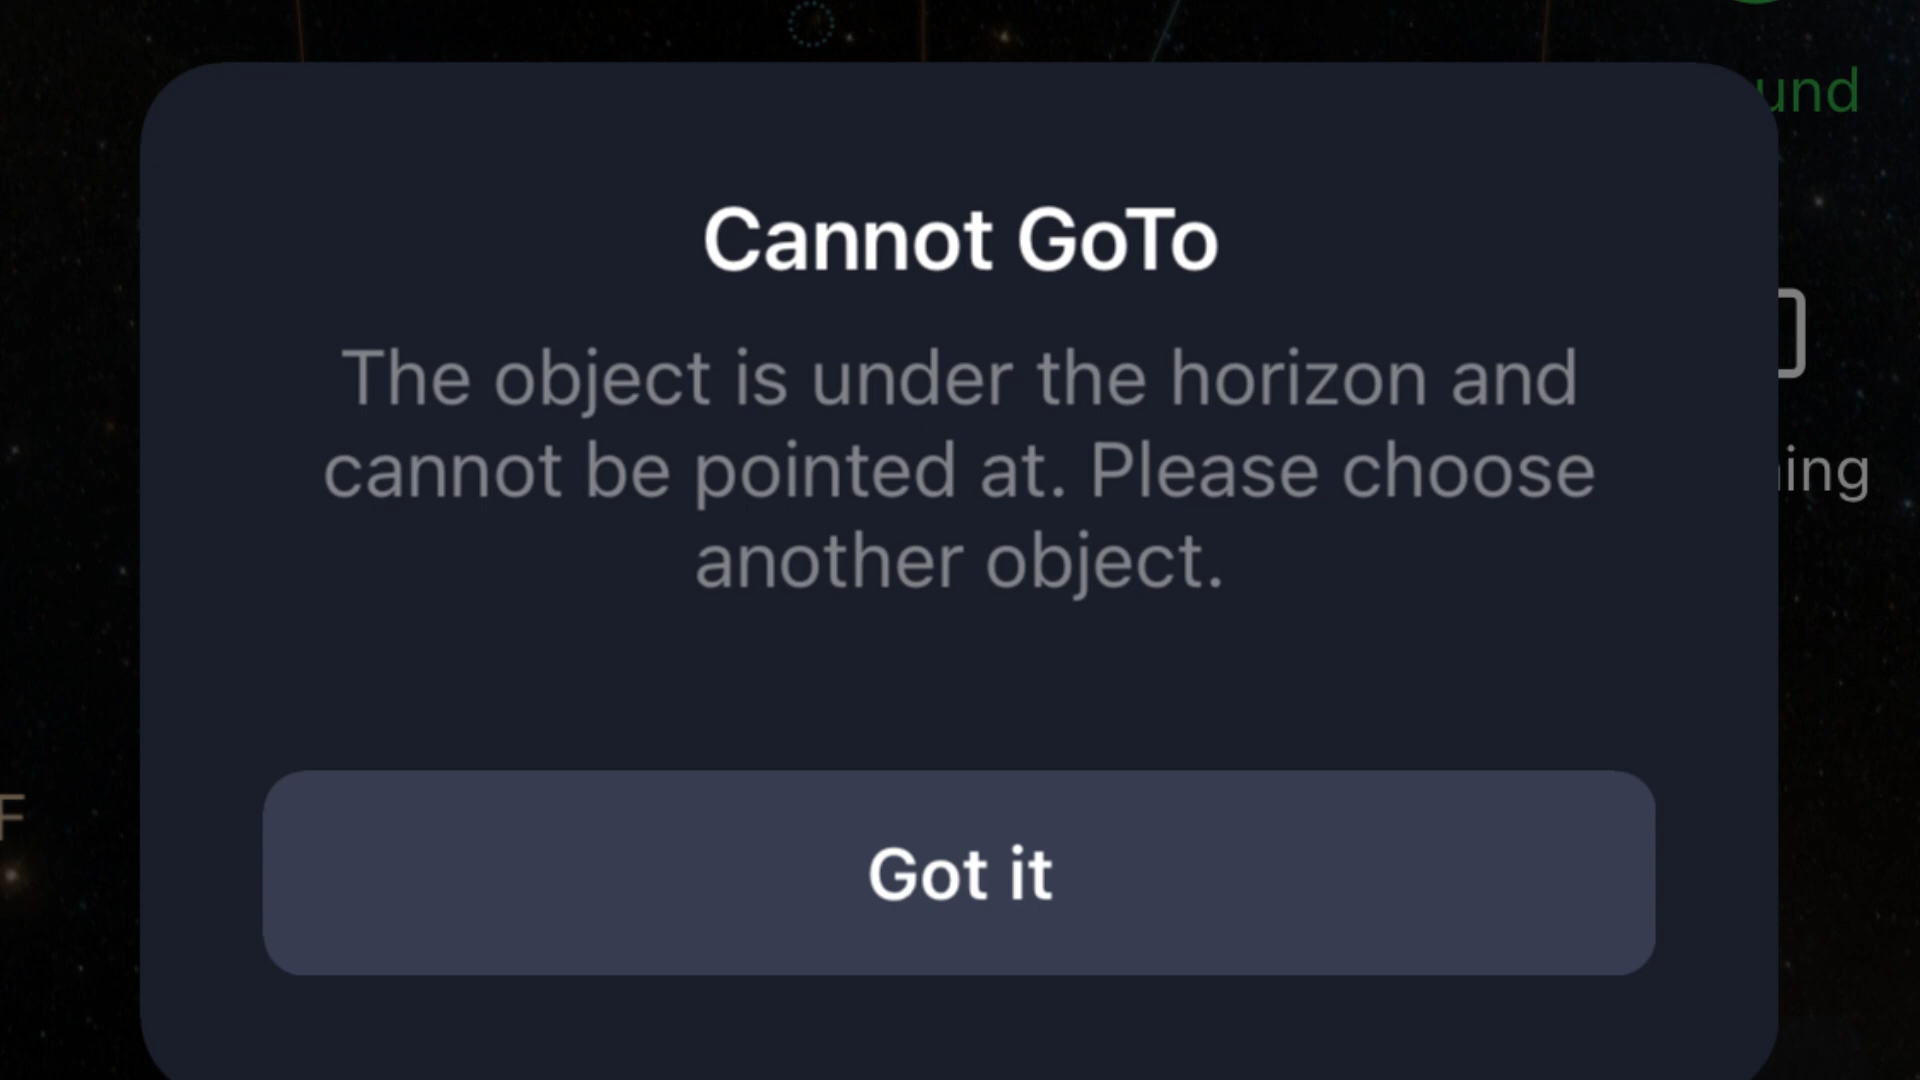 Cannot GoTo
The object is under the horizon and
cannot be pointed at. Please choose
another object.
Got it